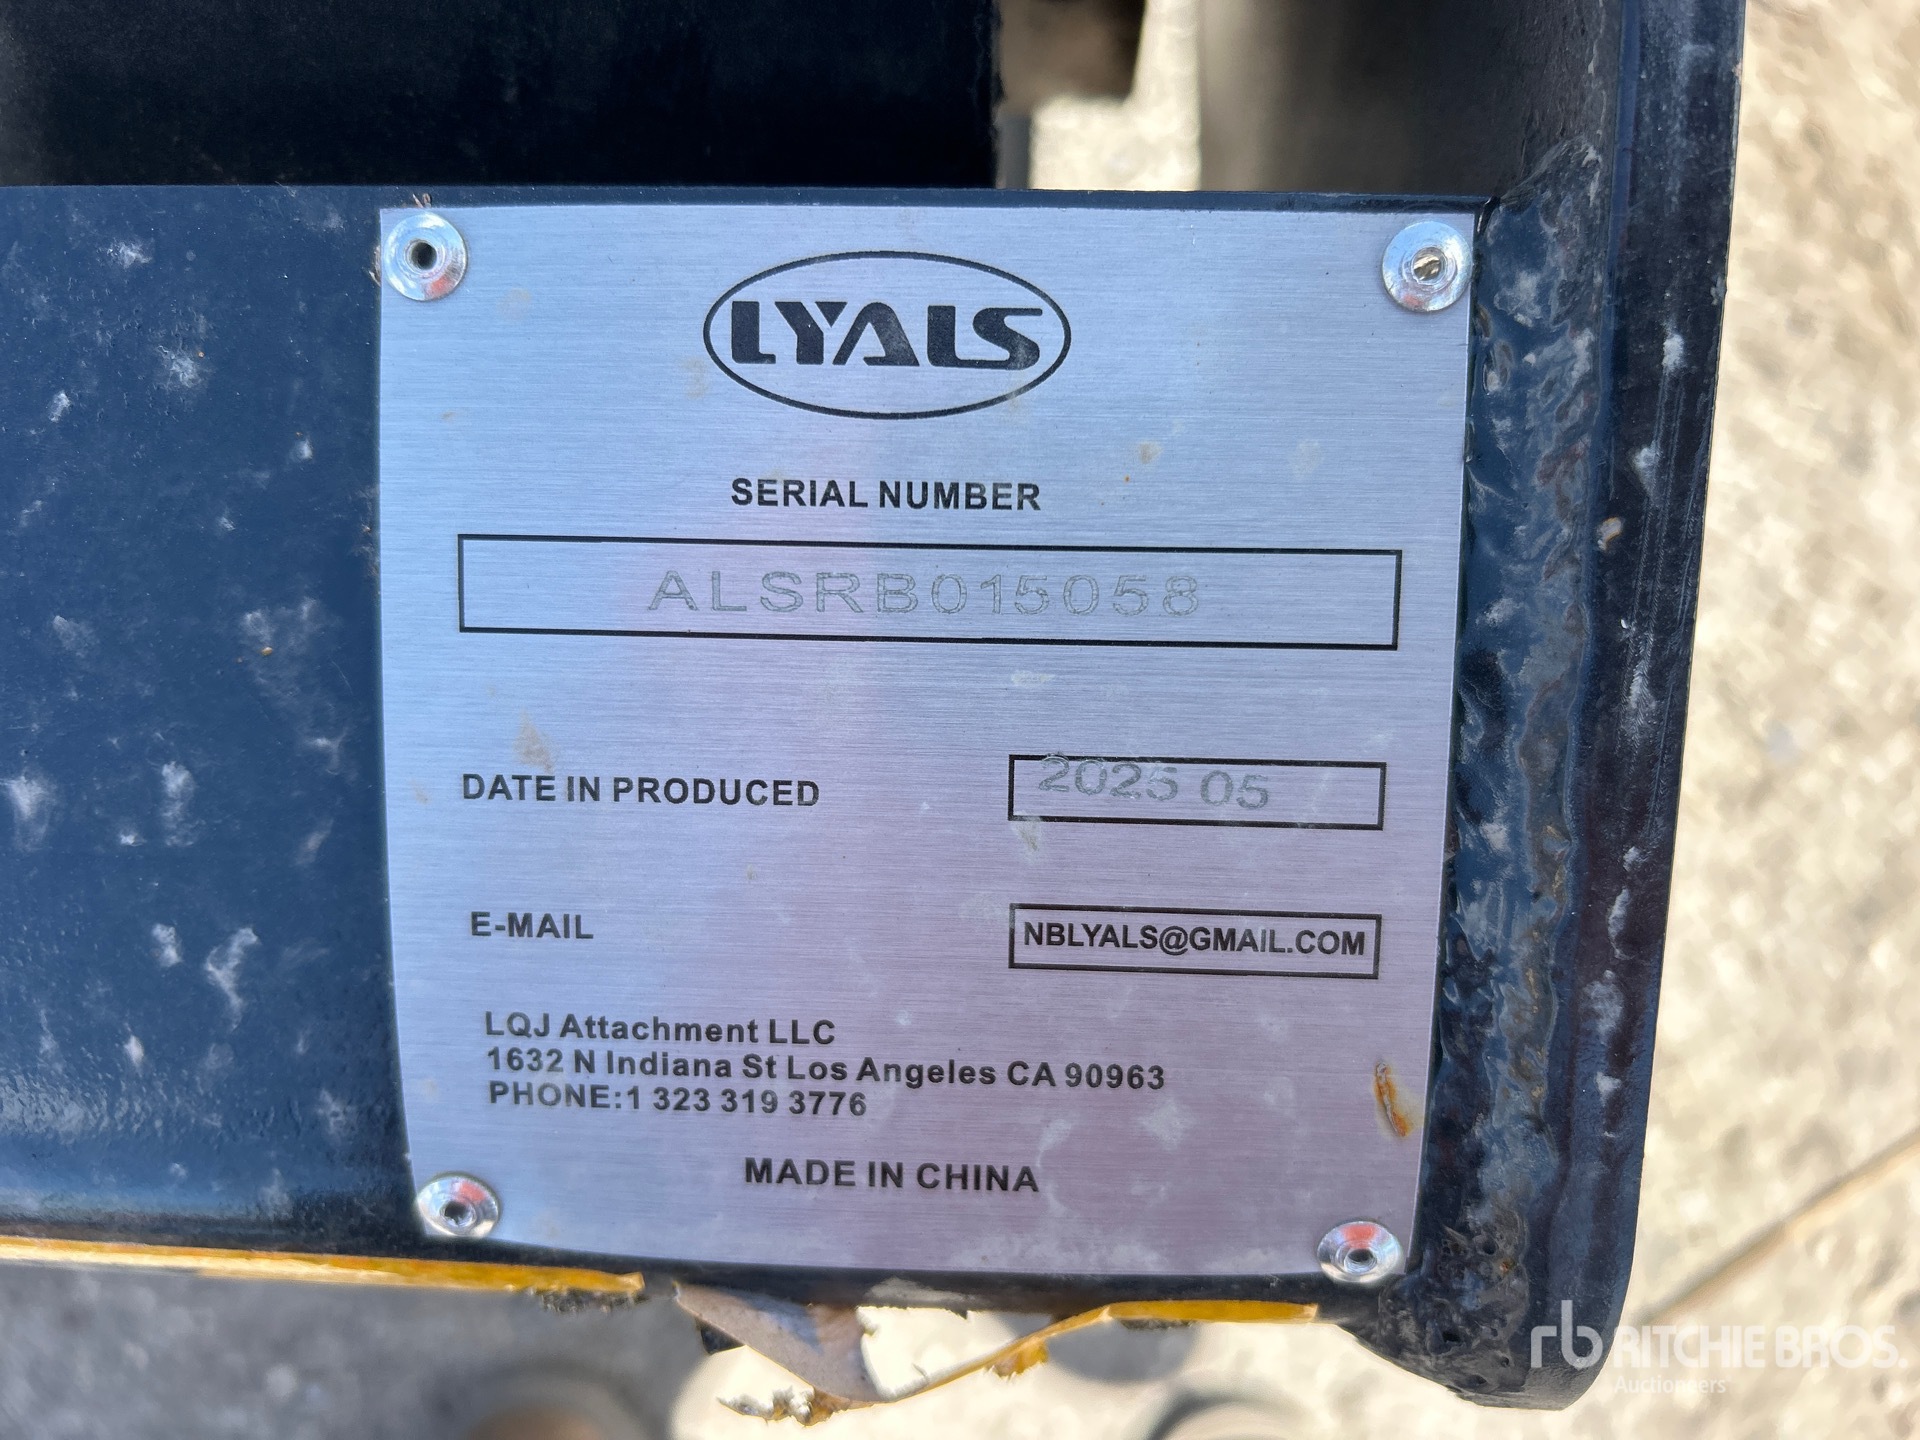 LYALS
SERIAL NUMBER
ALSRB015058
DATE IN PRODUCED
2025 05
E-MAIL
NBLYALS@GMAIL.COM
LQJ Attachment LLC
1632 N Indiana St Los Angeles CA 90963
PHONE:1 323 319 3776
MADE IN CHINA
rb RITCHIE BROS.
Auctioneers